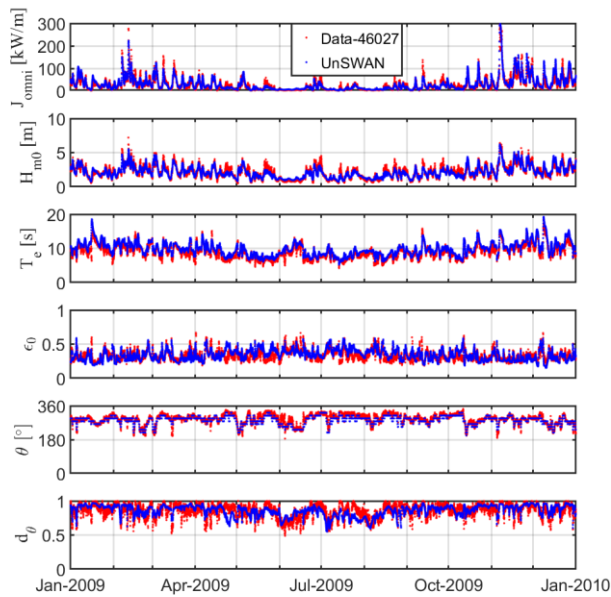 J_omni [kW/m]
300
200
100
0
Data-46027
UnSWAN
H_m0 [m]
10
5
0
T_e [s]
20
10
0
ϵ_0
1
0.5
0
θ [°]
360
180
0
d_θ
1
0.5
0
Jan-2009 Apr-2009 Jul-2009 Oct-2009 Jan-2010